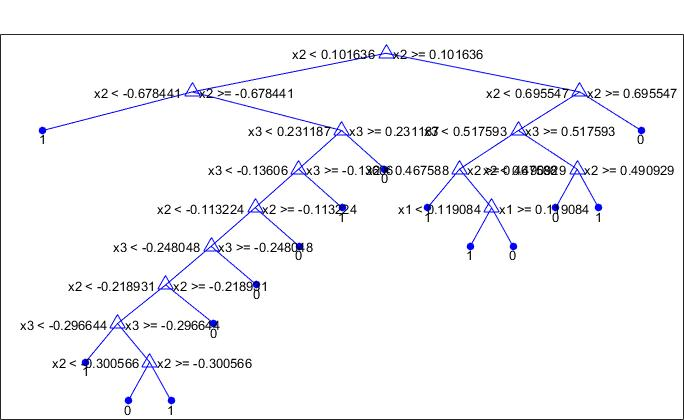 x2 < 0.101636 x2 >= 0.101636
x2 < -0.678441 x2 >= -0.678441 x2 < 0.695547 x2 >= 0.695547
1 x3 < 0.231187 x3 >= 0.231187 < 0.517593 x3 >= 0.517593 0
x3 < -0.13606 x3 >= 0 0.467588 x2 x2 >= 0.490929
x2 < -0.113224 x2 >= -0.113224 1 1 x1 < 0.119084 x1 >= 0.119084 0 1
x3 < -0.248048 x3 >= -0.248048 0 1 0
x2 < -0.218931 x2 >= -0.218931 0
x3 < -0.296644 x3 >= -0.296644 0
x2 < -0.300566 1 x2 >= -0.300566
0 1